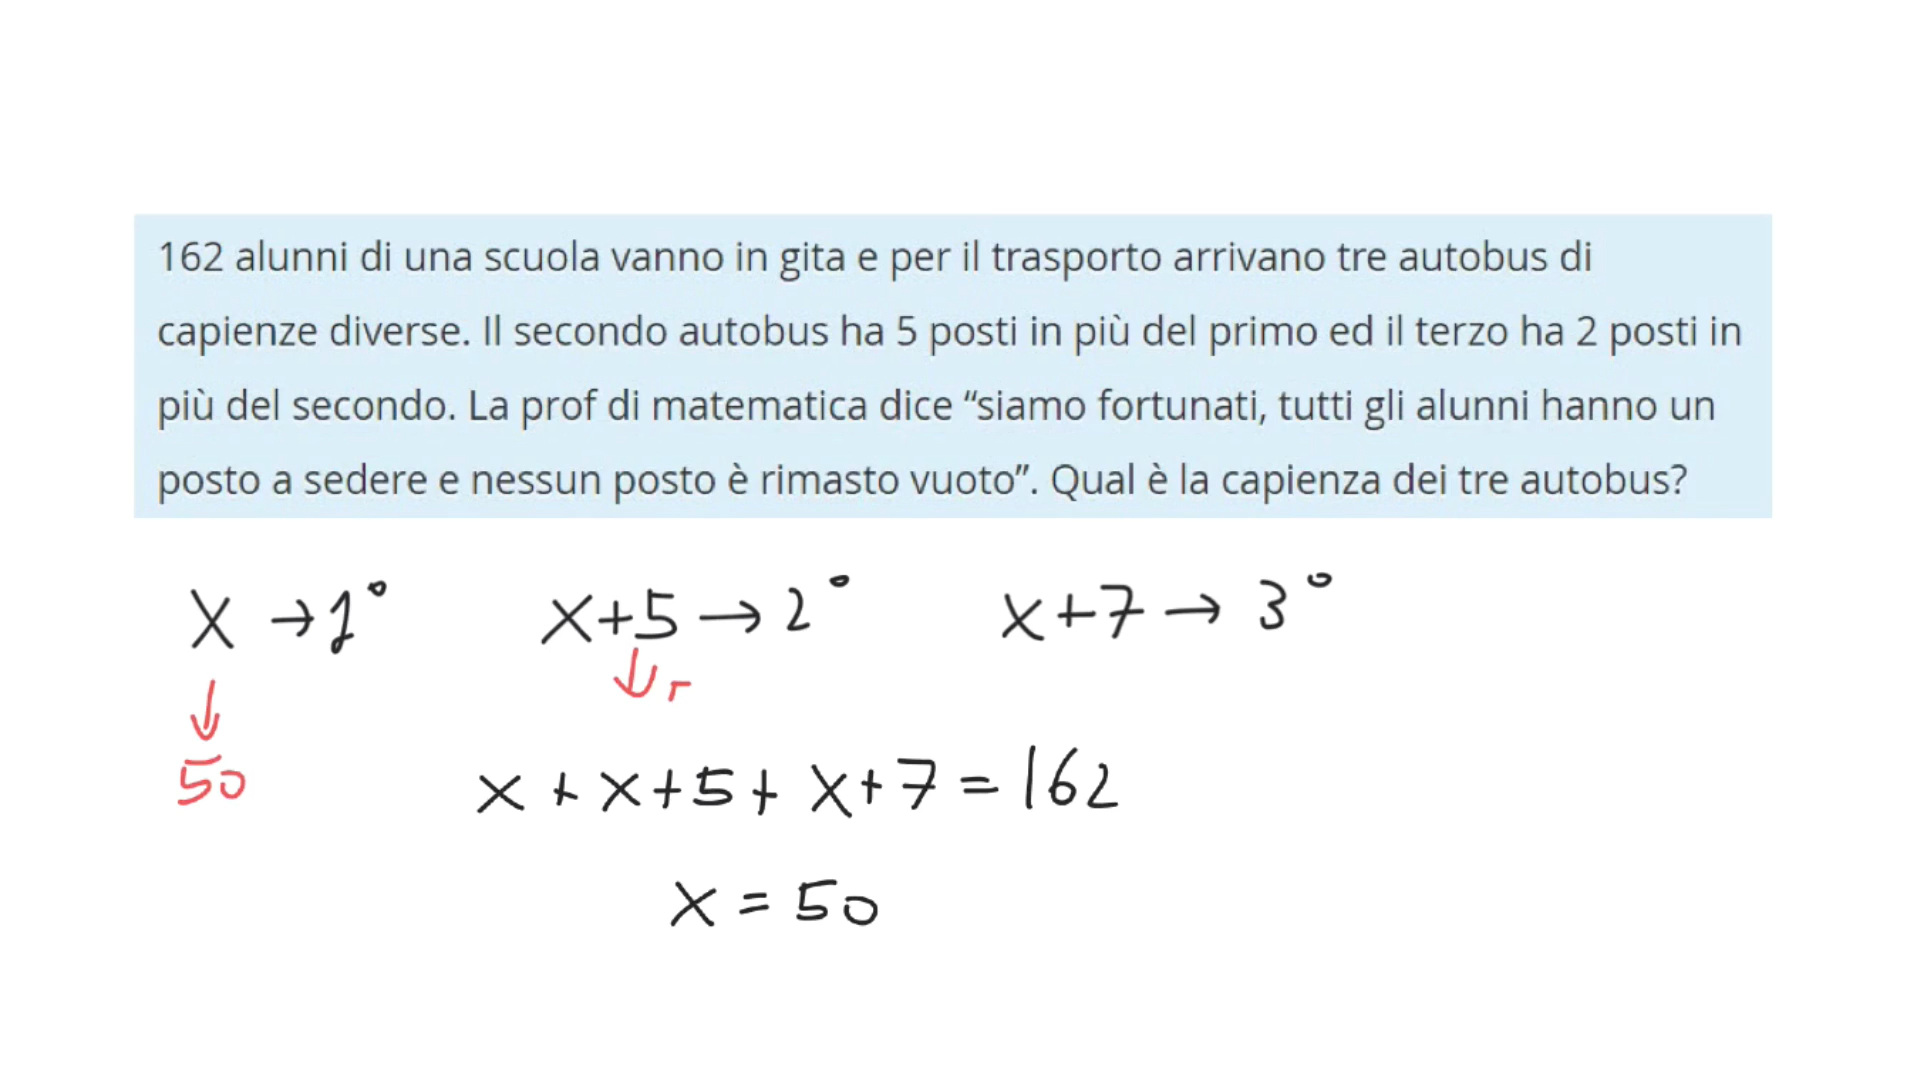 162 alunni di una scuola vanno in gita e per il trasporto arrivano tre autobus di
capienze diverse. Il secondo autobus ha 5 posti in più del primo ed il terzo ha 2 posti in
più del secondo. La prof di matematica dice “siamo fortunati, tutti gli alunni hanno un
posto a sedere e nessun posto è rimasto vuoto”. Qual è la capienza dei tre autobus?
x → 1° x+5 → 2° x+7 → 3°
↓ ↓
50
x + x+5 + x+7 = 162
x = 50